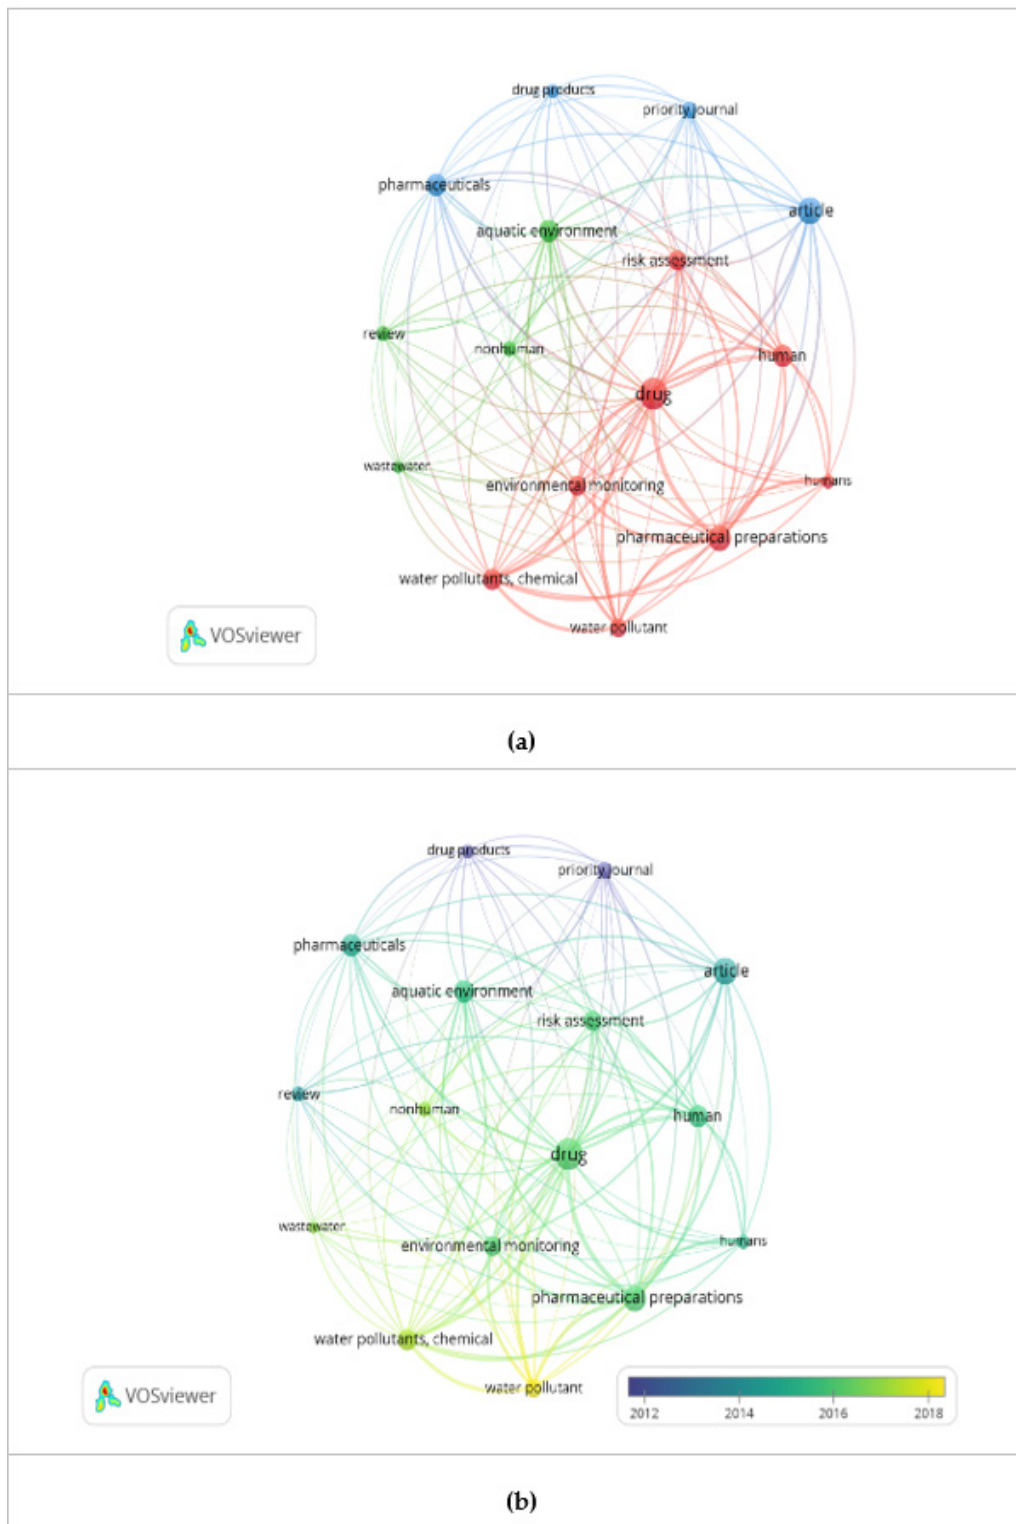 drug products
priority journal
pharmaceuticals
article
aquatic environment
risk assessment
review
nonhuman
human
drug
wastewater
humans
environmental monitoring
pharmaceutical preparations
water pollutants, chemical
water pollutant
VOSviewer
(a)
drug products
priority journal
pharmaceuticals
article
aquatic environment
risk assessment
review
nonhuman
human
drug
wastewater
humans
environmental monitoring
pharmaceutical preparations
water pollutants, chemical
water pollutant
VOSviewer
2012 2014 2016 2018
(b)